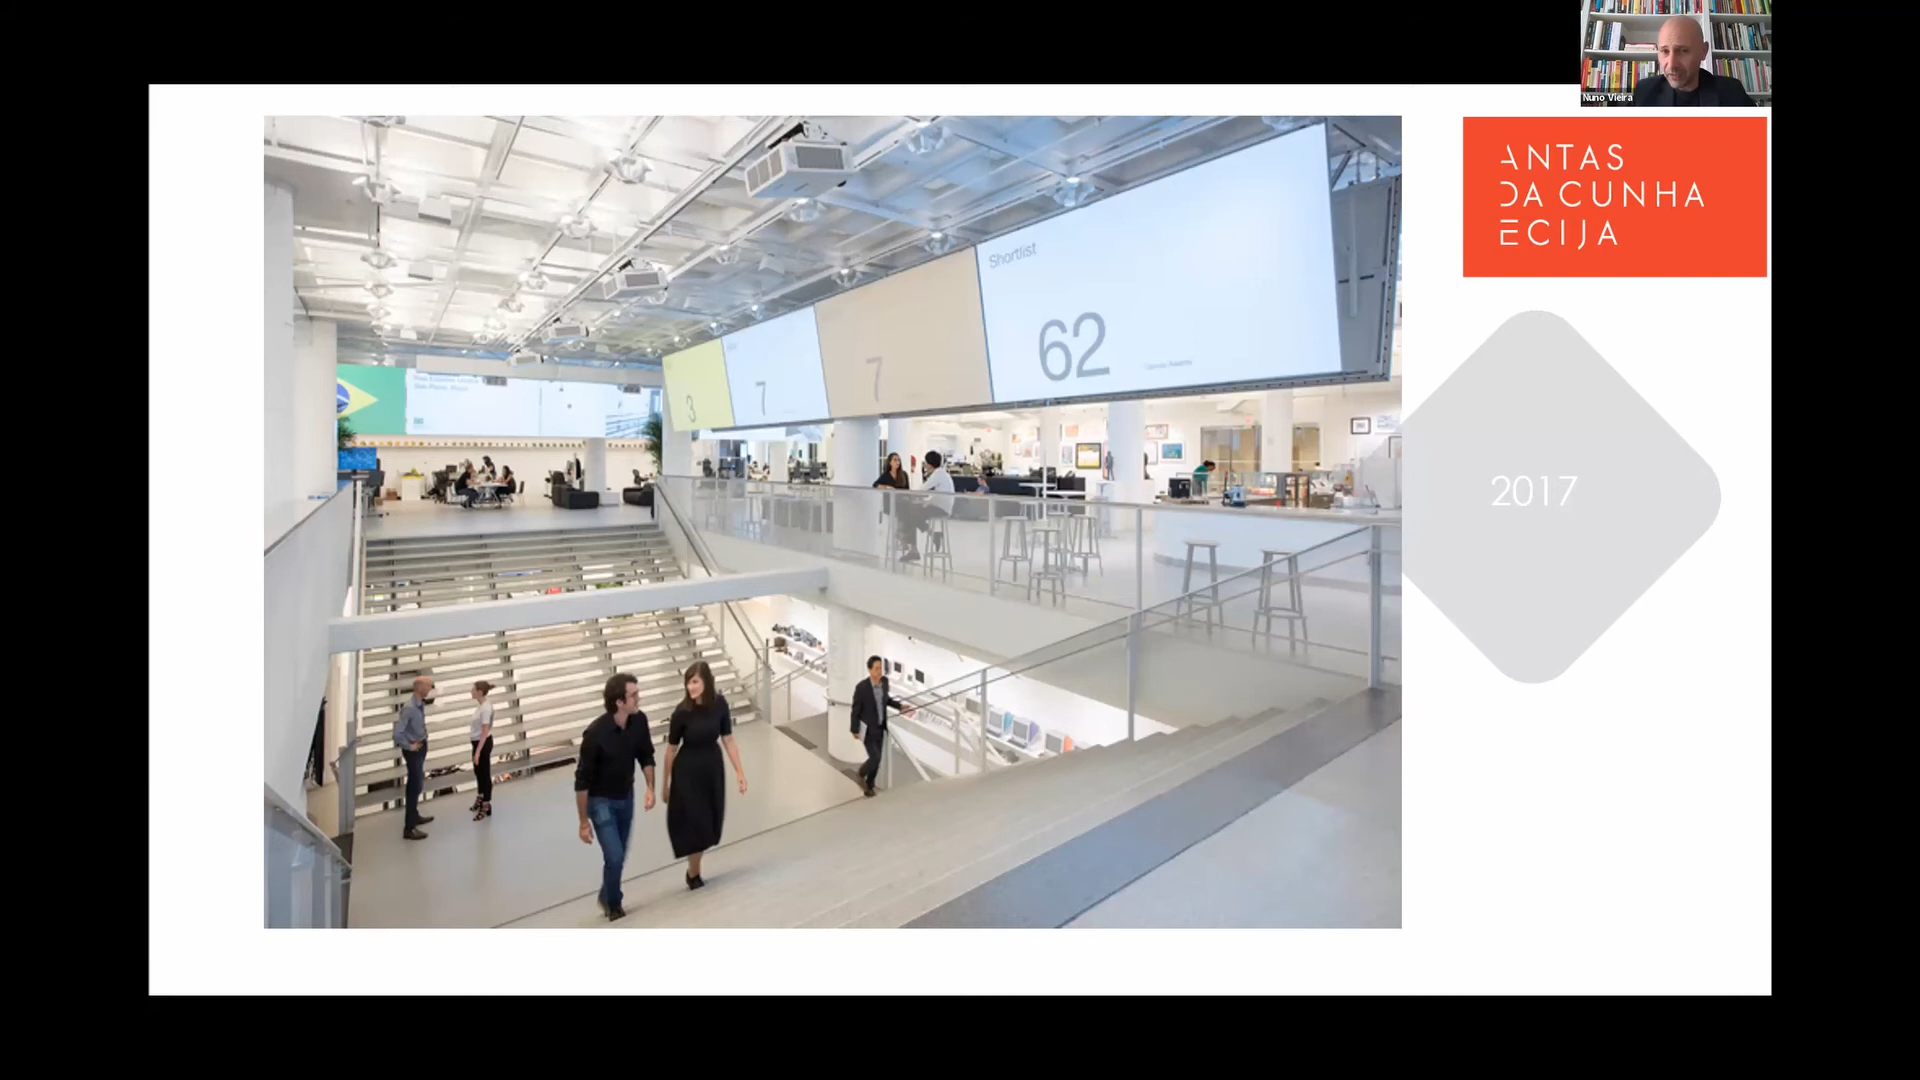 Nuno Vieira
ANTAS
DA CUNHA
ECIJA
Shortlist
62
7
7
3
2017